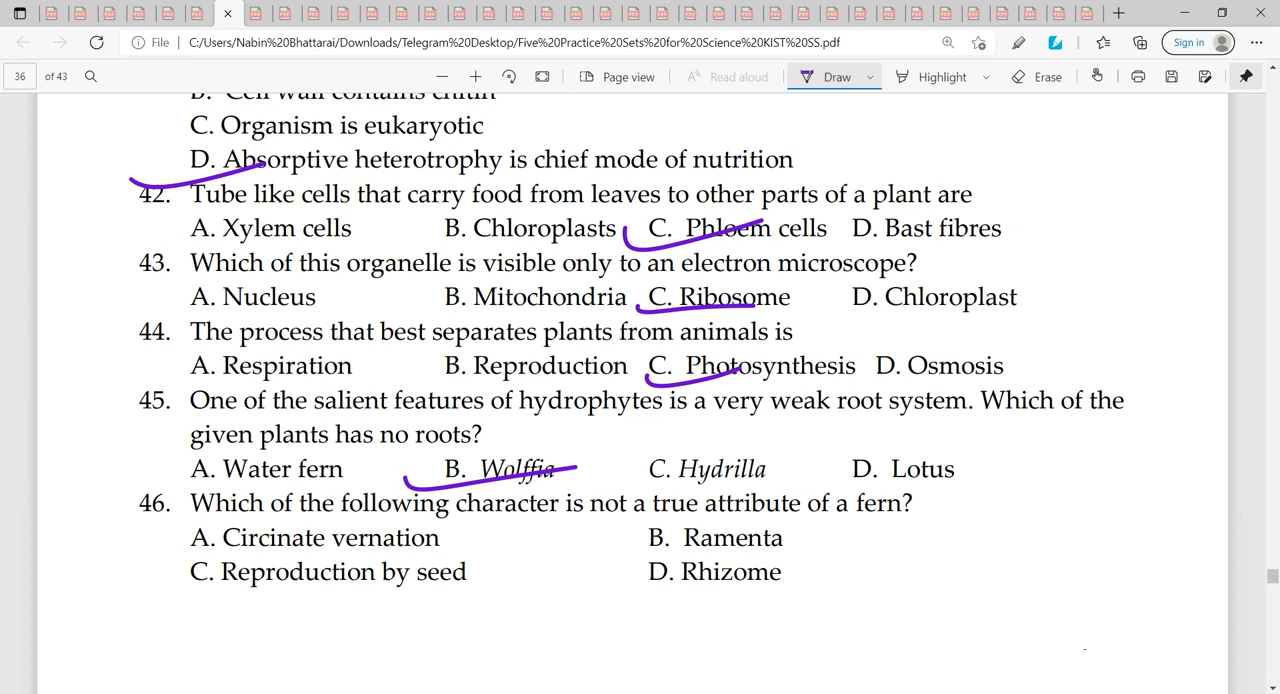 File | C:/Users/Nabin%20Bhattarai/Downloads/Telegram%20Desktop/Five%20Practice%20Sets%20for%20Science%20KIST%20SS.pdf
Sign in
36 of 43
Page view
Read aloud
Draw
Highlight
Erase
B. Cell wall contains chitin
C. Organism is eukaryotic
D. Absorptive heterotrophy is chief mode of nutrition
42. Tube like cells that carry food from leaves to other parts of a plant are
A. Xylem cells B. Chloroplasts C. Phloem cells D. Bast fibres
43. Which of this organelle is visible only to an electron microscope?
A. Nucleus B. Mitochondria C. Ribosome D. Chloroplast
44. The process that best separates plants from animals is
A. Respiration B. Reproduction C. Photosynthesis D. Osmosis
45. One of the salient features of hydrophytes is a very weak root system. Which of the
given plants has no roots?
A. Water fern B. Wolffia C. Hydrilla D. Lotus
46. Which of the following character is not a true attribute of a fern?
A. Circinate vernation B. Ramenta
C. Reproduction by seed D. Rhizome